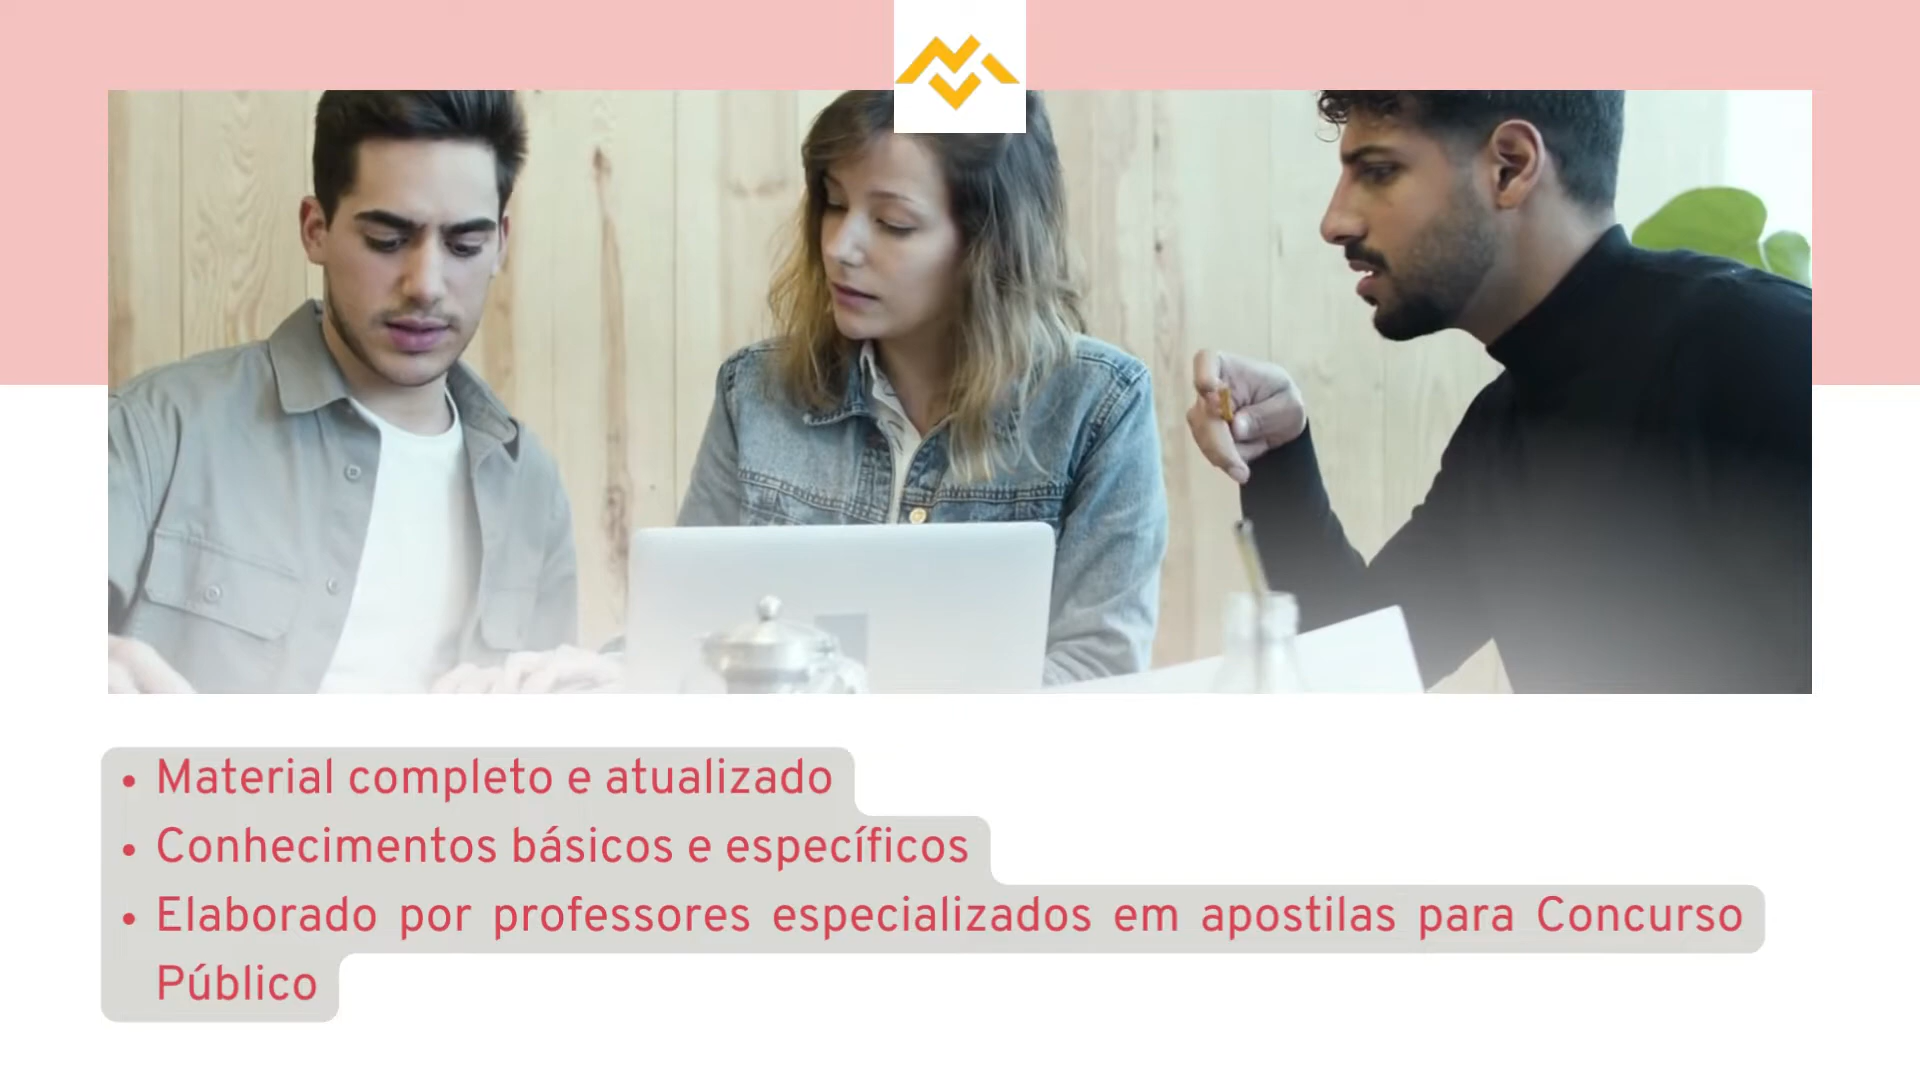 • Material completo e atualizado
• Conhecimentos básicos e específicos
• Elaborado por professores especializados em apostilas para Concurso
Público